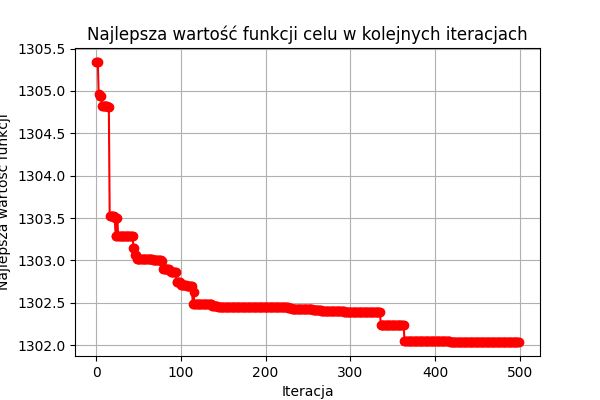 Najlepsza wartość funkcji celu w kolejnych iteracjach
Najlepsza wartość funkcji
1305.5
1305.0
1304.5
1304.0
1303.5
1303.0
1302.5
1302.0
0 100 200 300 400 500
Iteracja